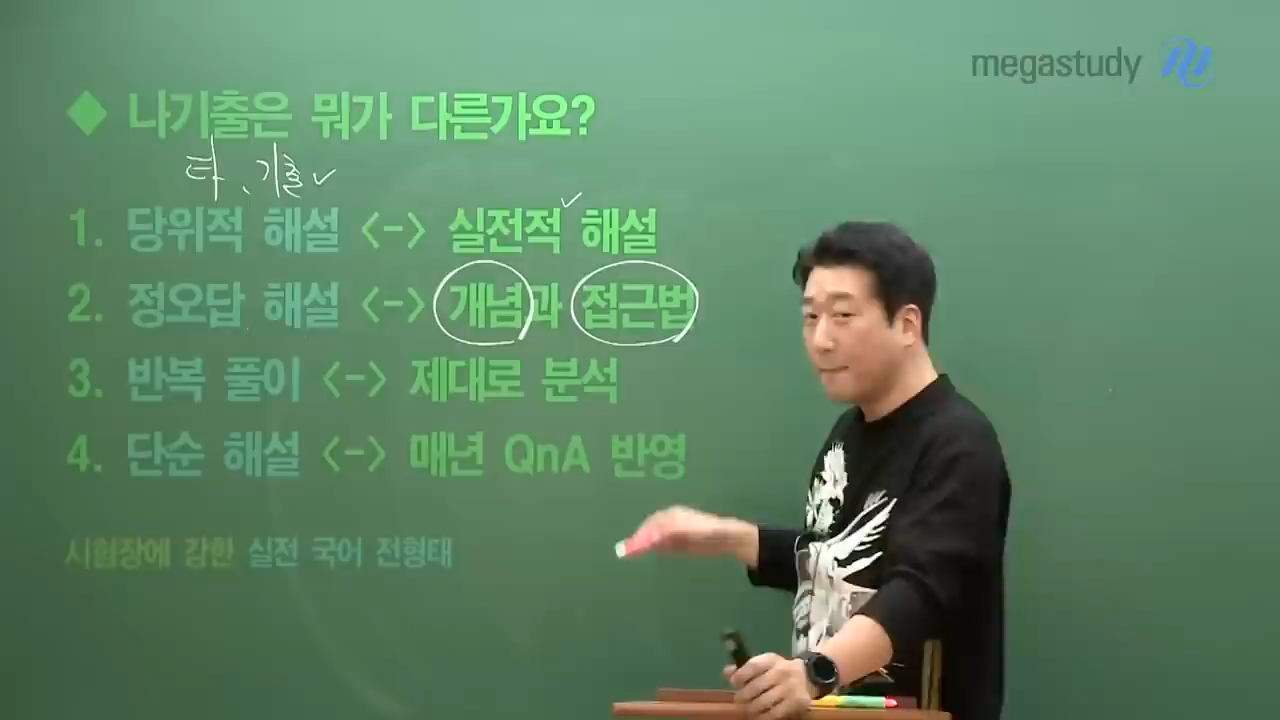 megastudy
◆ 나기출은 뭐가 다른가요?
타, 기출 ✓
1. 당위적 해설 <-> 실전적 해설
2. 정오답 해설 <-> 개념과 접근법
3. 반복 풀이 <-> 제대로 분석
4. 단순 해설 <-> 매년 QnA 반영
시험장에 강한 실전 국어 전형태